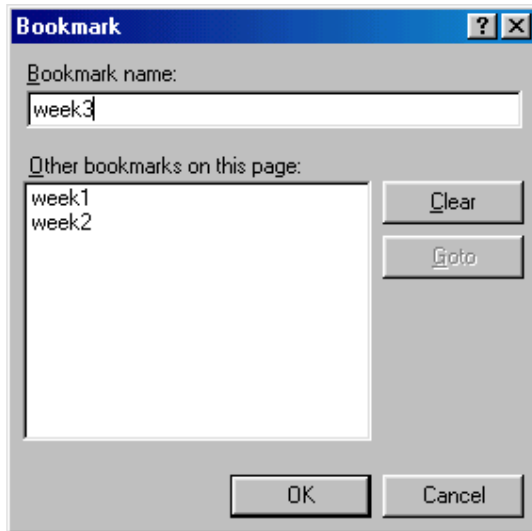 Bookmark
Bookmark name:
week3
Other bookmarks on this page:
week1
week2
Clear
Goto
OK
Cancel